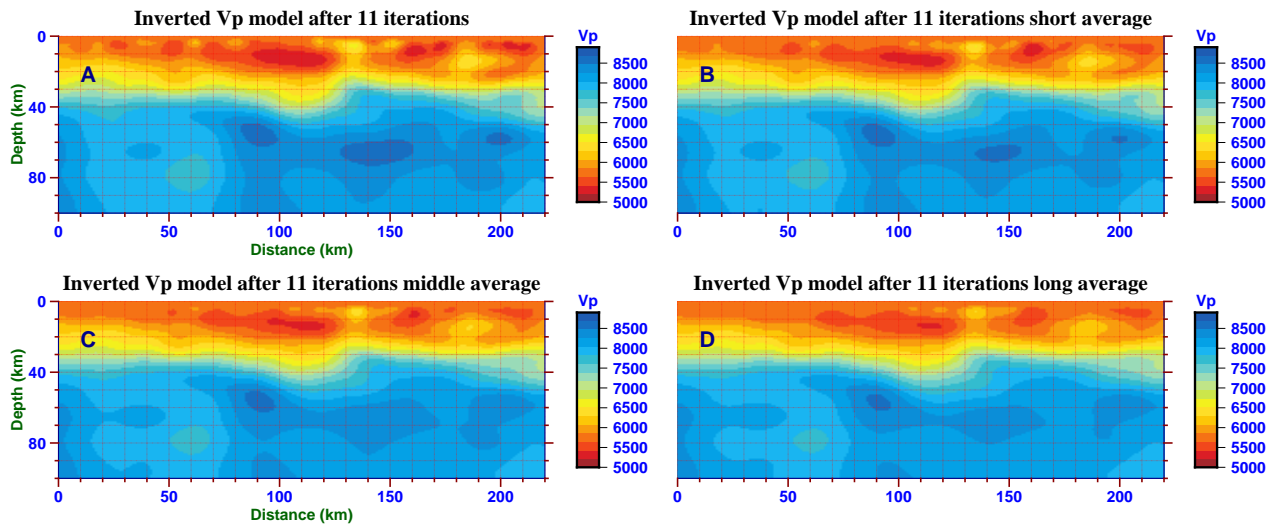 Inverted Vp model after 11 iterations
Vp
0
40
80
Depth (km)
A
8500
8000
7500
7000
6500
6000
5500
5000
0 50 100 150 200
Distance (km)
Inverted Vp model after 11 iterations short average
Vp
B
8500
8000
7500
7000
6500
6000
5500
5000
0 50 100 150 200
Inverted Vp model after 11 iterations middle average
Vp
0
40
80
Depth (km)
C
8500
8000
7500
7000
6500
6000
5500
5000
0 50 100 150 200
Distance (km)
Inverted Vp model after 11 iterations long average
Vp
D
8500
8000
7500
7000
6500
6000
5500
5000
0 50 100 150 200